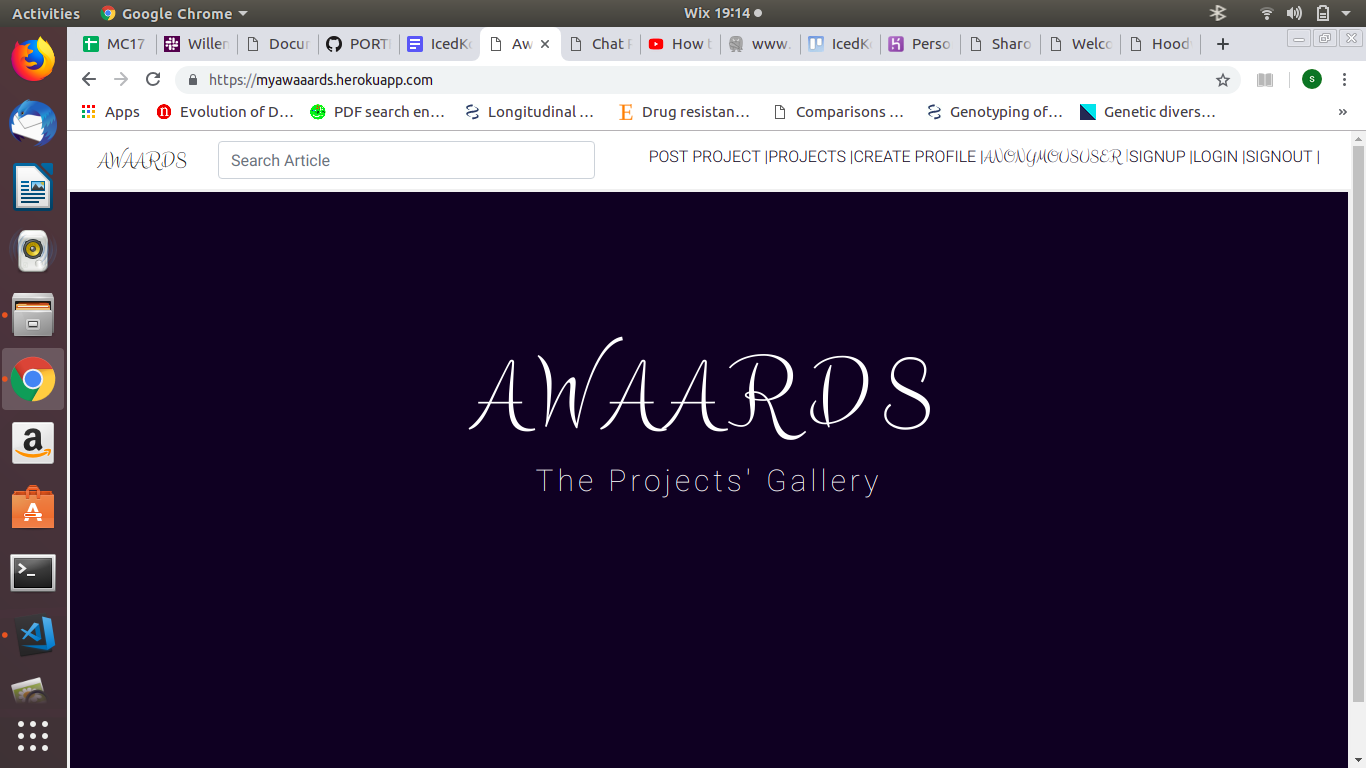 Activities Google Chrome Wix 19:14
MC17 Willen Docur PORT IcedK Aw Chat How t www. IcedK Perso Sharo Welco Hood
https://myawaaards.herokuapp.com S
Apps Evolution of D… PDF search en… Longitudinal … Drug resistan… Comparisons … Genotyping of… Genetic divers… »
AWAARDS Search Article POST PROJECT |PROJECTS |CREATE PROFILE |ANONYMOUSUSER |SIGNUP |LOGIN |SIGNOUT |
AWAARDS
The Projects' Gallery